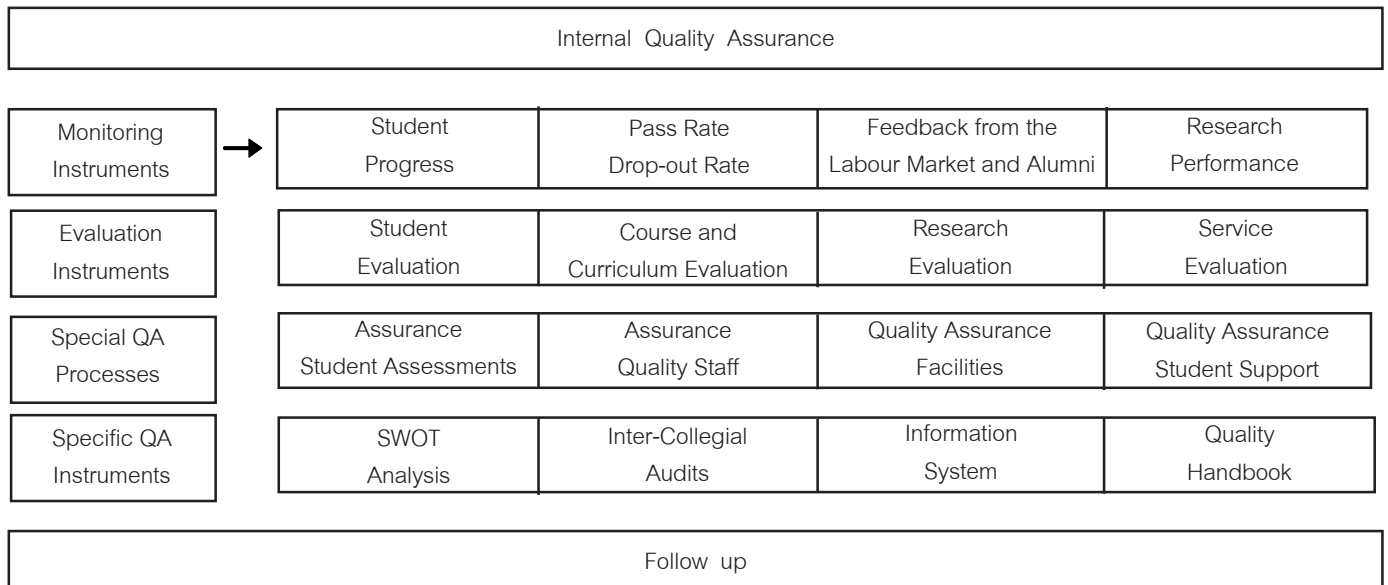 Internal Quality Assurance
Monitoring
Instruments
Student
Progress
Pass Rate
Drop-out Rate
Feedback from the
Labour Market and Alumni
Research
Performance
Evaluation
Instruments
Student
Evaluation
Course and
Curriculum Evaluation
Research
Evaluation
Service
Evaluation
Special QA
Processes
Assurance
Student Assessments
Assurance
Quality Staff
Quality Assurance
Facilities
Quality Assurance
Student Support
Specific QA
Instruments
SWOT
Analysis
Inter-Collegial
Audits
Information
System
Quality
Handbook
Follow up